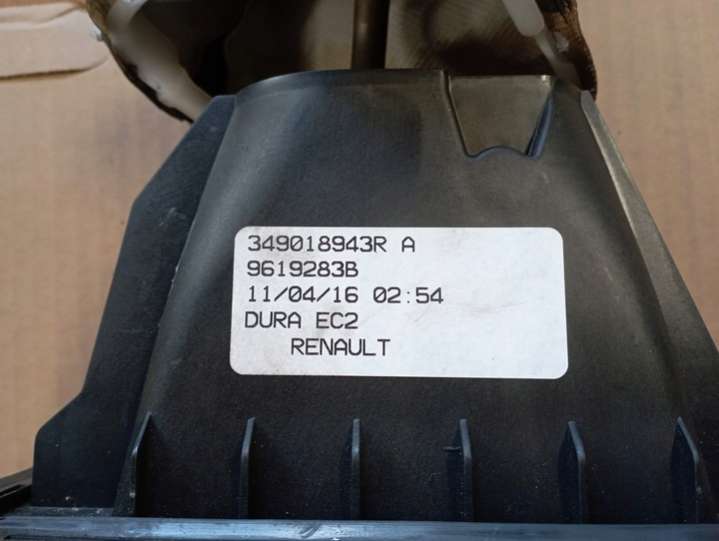 349018943R A
9619283B
11/04/16 02:54
DURA EC2
RENAULT